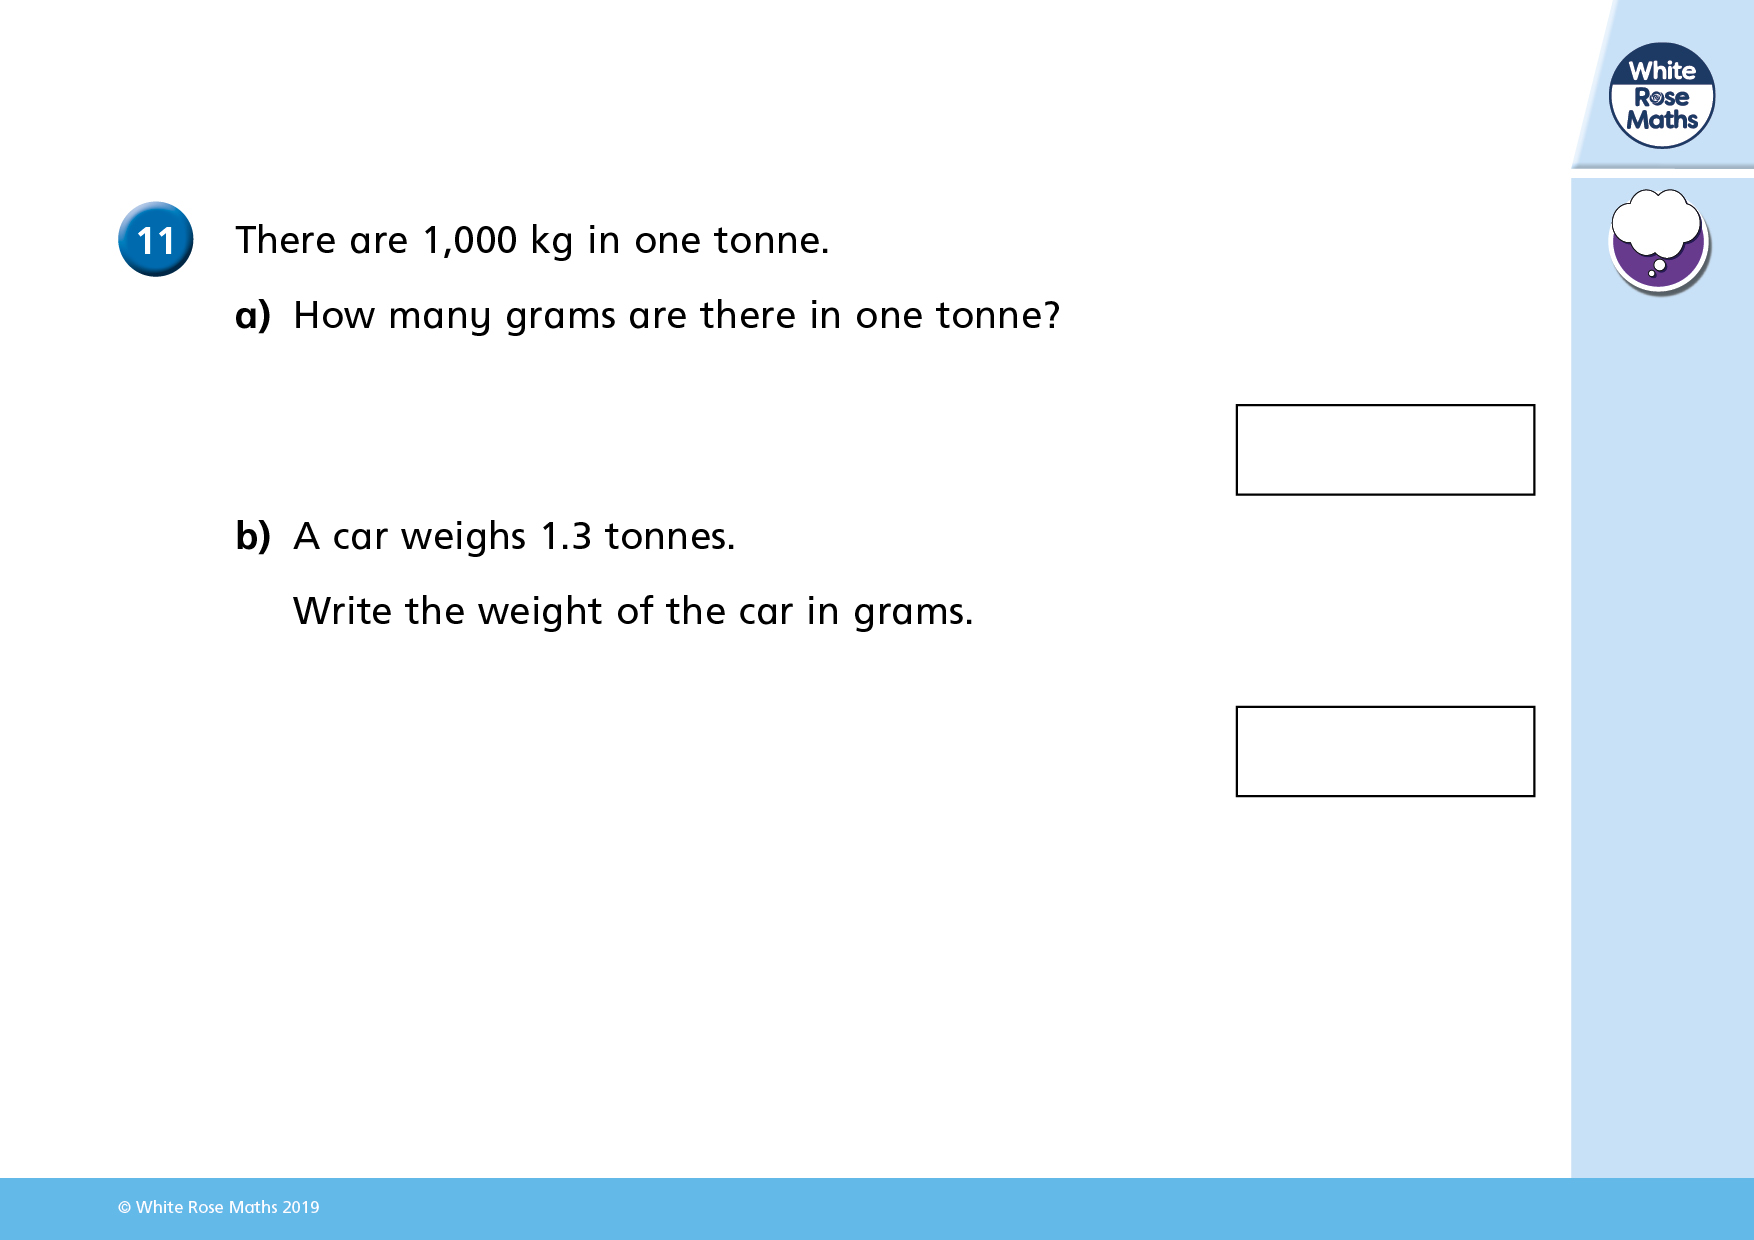 White
Rose
Maths
11 There are 1,000 kg in one tonne.
a) How many grams are there in one tonne?
b) A car weighs 1.3 tonnes.
Write the weight of the car in grams.
© White Rose Maths 2019